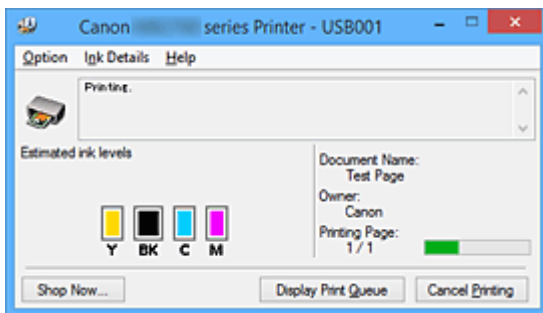 Canon series Printer - USB001
Option Ink Details Help
Printing.
Estimated ink levels
Document Name:
Test Page
Owner:
Canon
Printing Page:
1 / 1
Y BK C M
Shop Now... Display Print Queue Cancel Printing